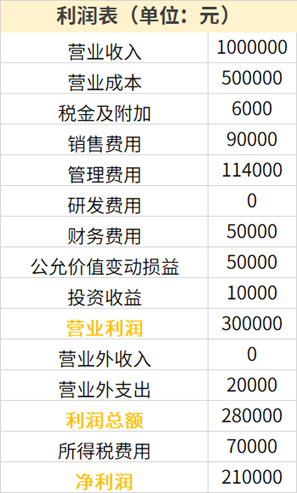 利润表（单位：元）
营业收入 1000000
营业成本 500000
税金及附加 6000
销售费用 90000
管理费用 114000
研发费用 0
财务费用 50000
公允价值变动损益 50000
投资收益 10000
营业利润 300000
营业外收入 0
营业外支出 20000
利润总额 280000
所得税费用 70000
净利润 210000